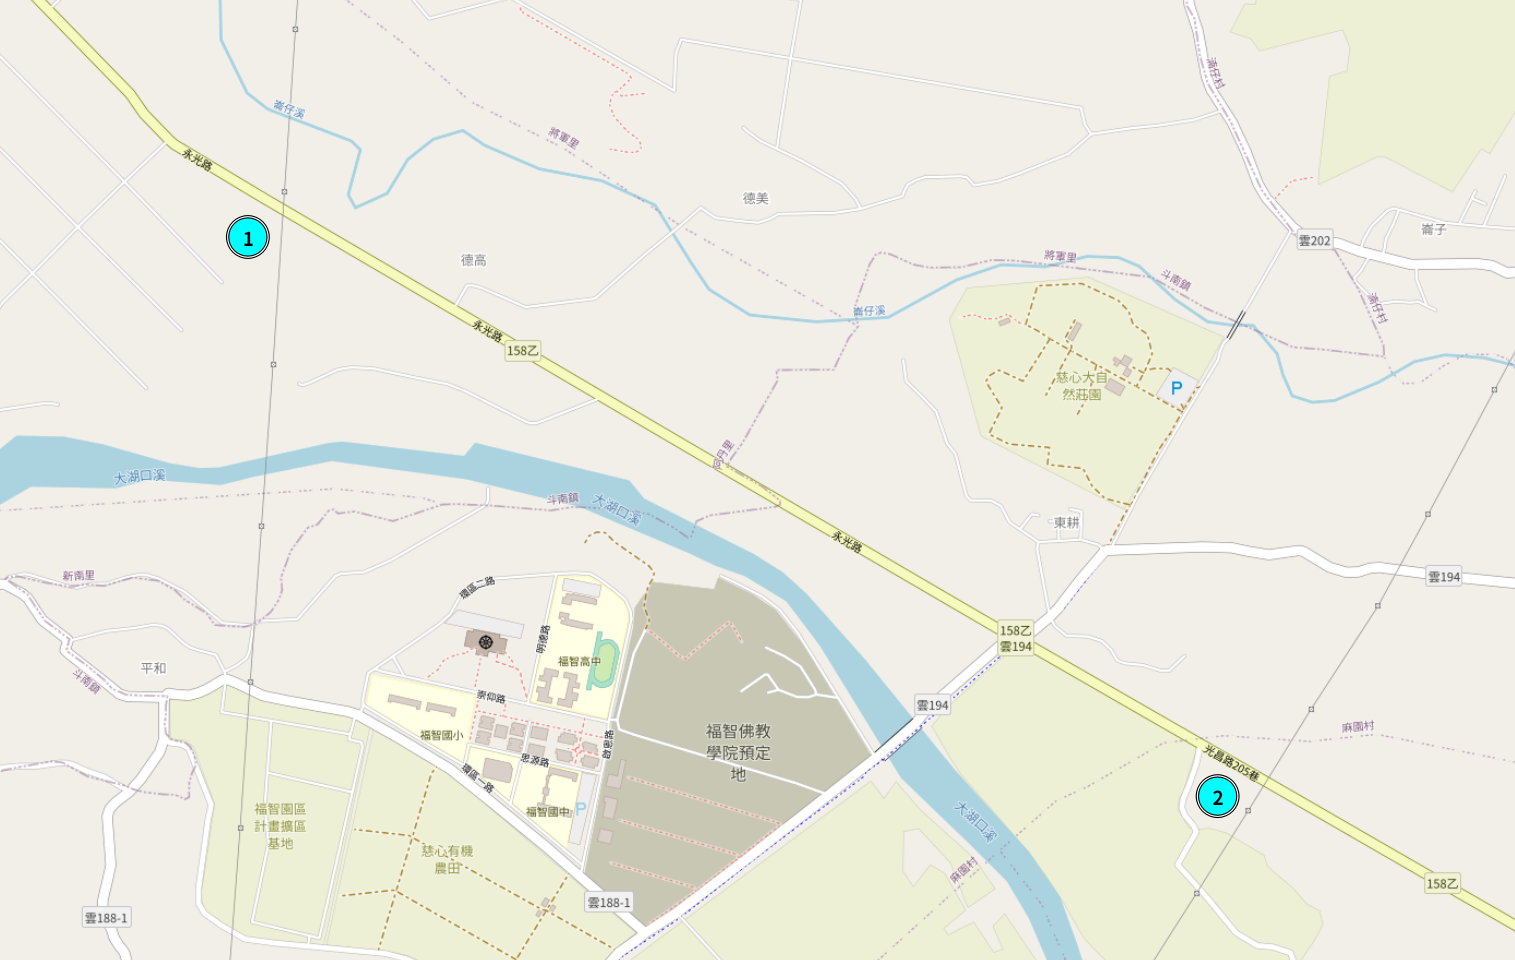 湳仔村
崙仔溪
將軍里
永光路
1
德美
崙子
雲202
將軍里
斗南鎮
德高
湳仔村
崙仔溪
永光路
158乙
慈心大自
然莊園
P
大湖口溪
斗南鎮
大湖口溪
東耕
永光路
新南里
雲194
環區二路
158乙
雲194
明德路
福智高中
平和
斗南鎮
崇仰路
雲194
福智國小
福智佛教
學院預定
地
麻園村
思源路
環區一路
光昌路205巷
2
福智園區
計畫擴區
基地
福智國中
P
大湖口溪
慈心有機
農田
麻園村
158乙
雲188-1
雲188-1